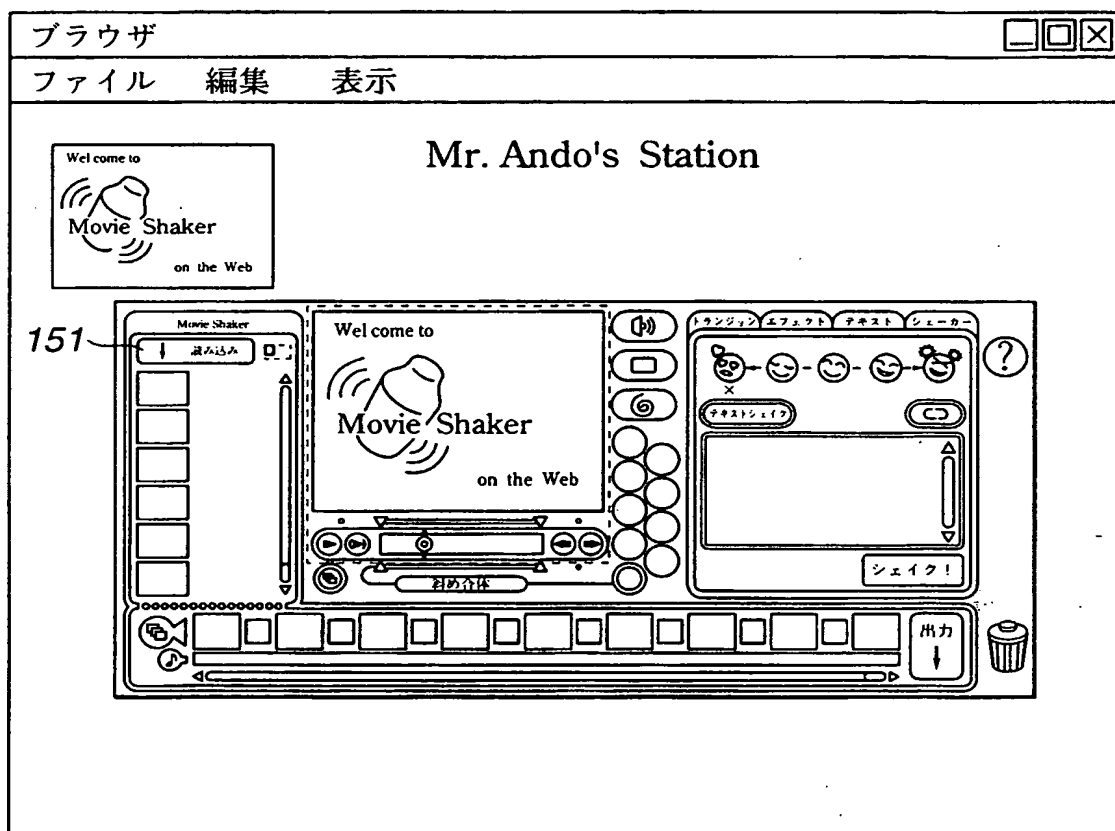 ブラウザ
ファイル 編集 表示
Mr. Ando's Station
Wel come to
Movie Shaker
on the Web
151
Movie Shaker
読み込み
Wel come to
Movie Shaker
on the Web
トランジション エフェクト テキスト シェーカー
?
テキストシェイク
シェイク!
出力